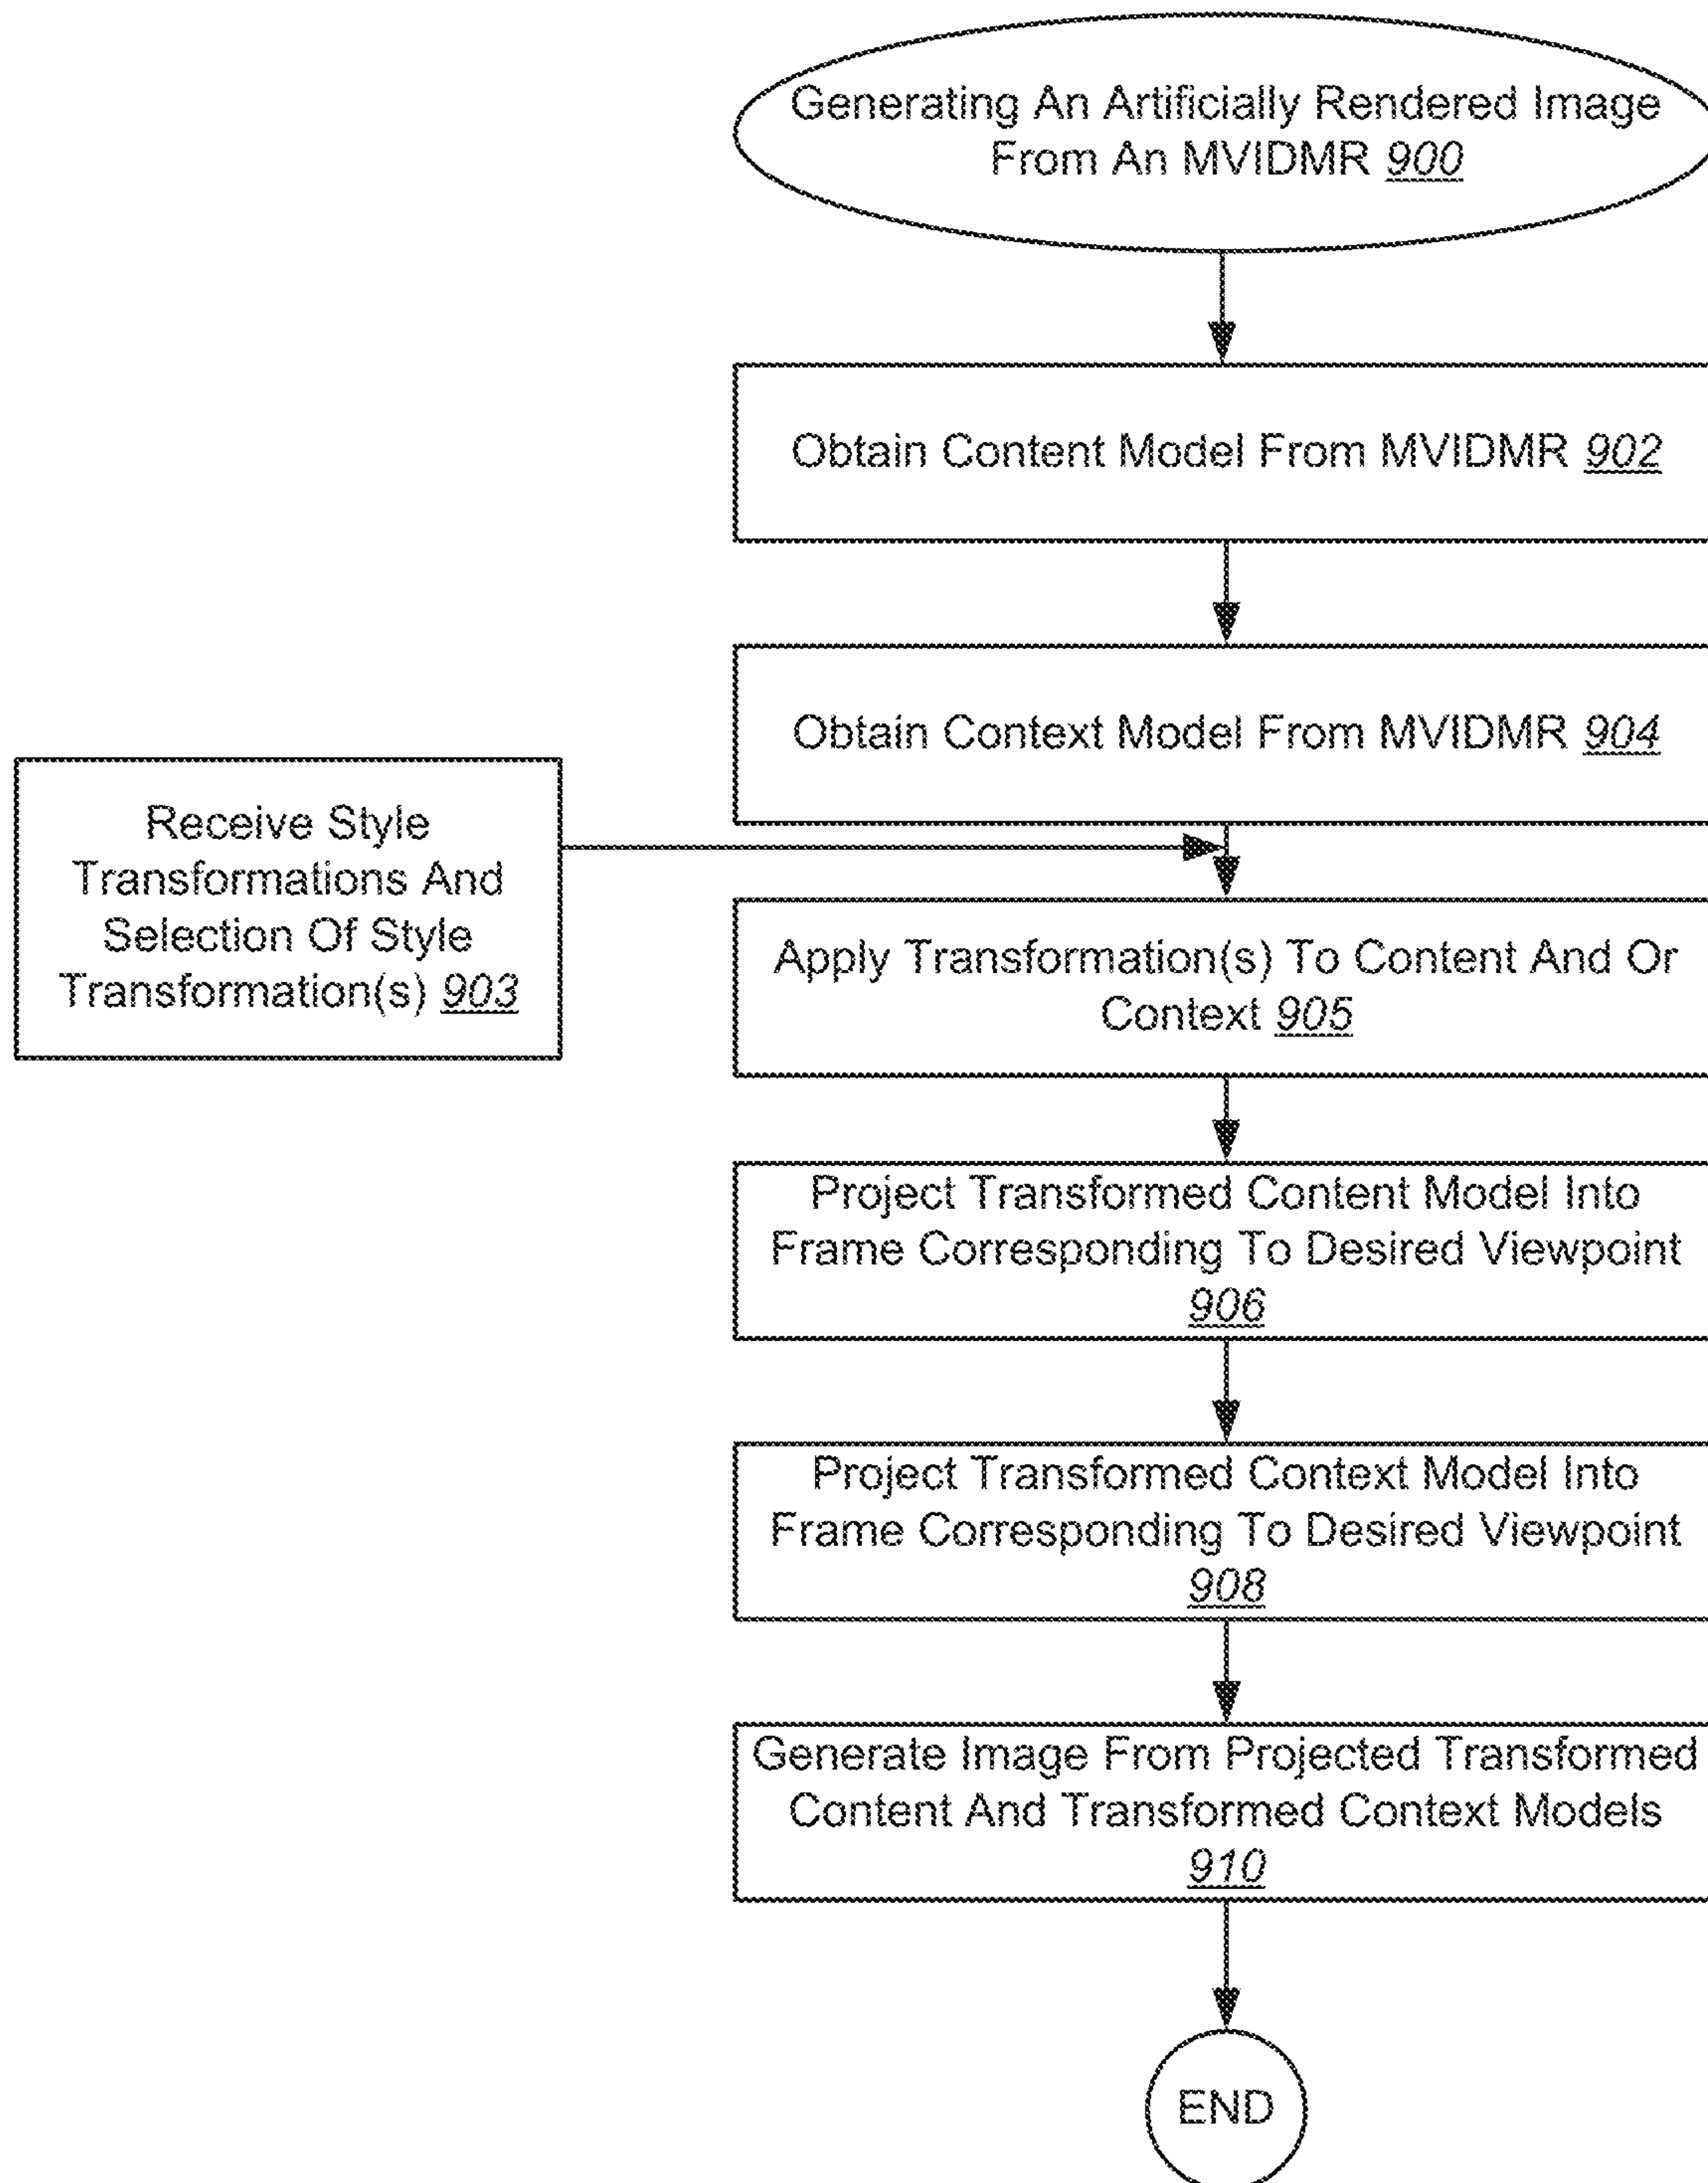 Generating An Artificially Rendered Image
From An MVIDMR 900
Obtain Content Model From MVIDMR 902
Obtain Context Model From MVIDMR 904
Receive Style
Transformations And
Selection Of Style
Transformation(s) 903
Apply Transformation(s) To Content And Or
Context 905
Project Transformed Content Model Into
Frame Corresponding To Desired Viewpoint
906
Project Transformed Context Model Into
Frame Corresponding To Desired Viewpoint
908
Generate Image From Projected Transformed
Content And Transformed Context Models
910
END